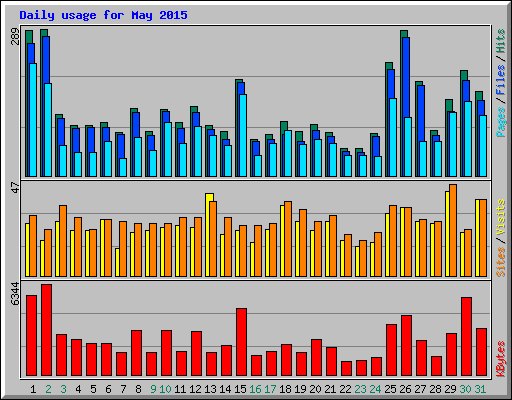 Daily usage for May 2015
289
Pages / Files / Hits
47
Sites / Visits
6344
KBytes
1 2 3 4 5 6 7 8 9 10 11 12 13 14 15 16 17 18 19 20 21 22 23 24 25 26 27 28 29 30 31